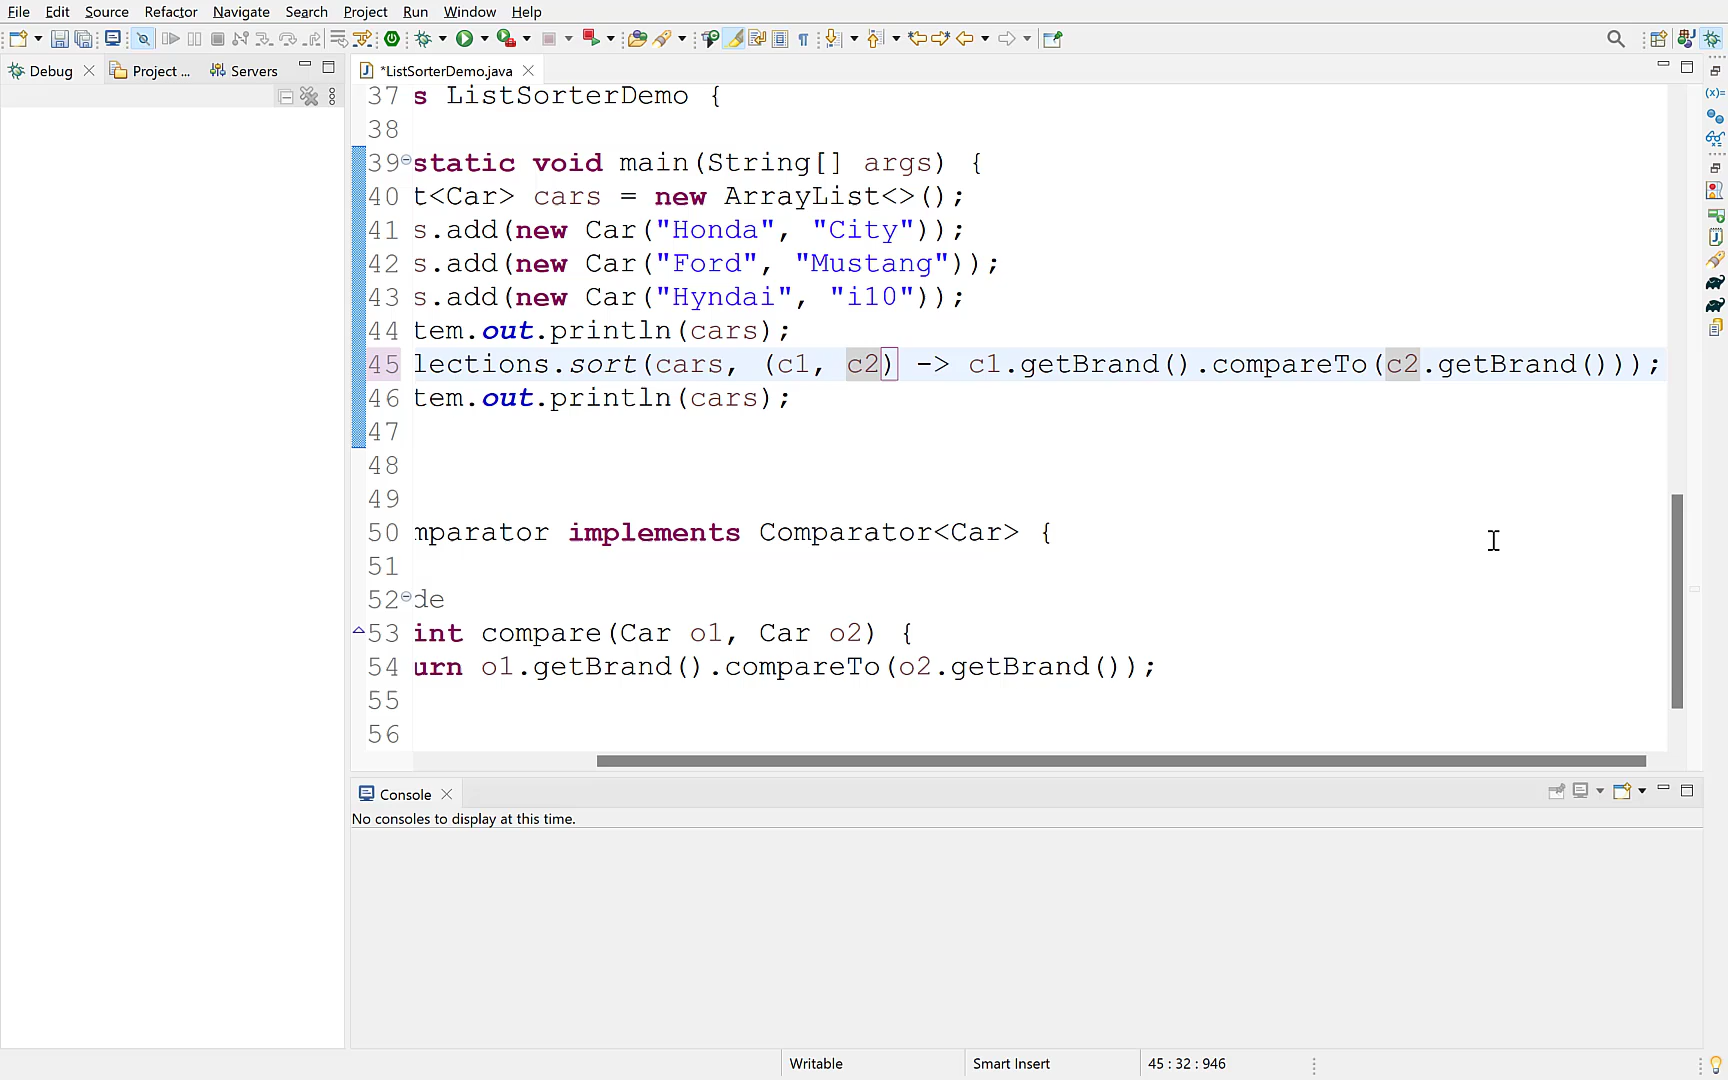 File Edit Source Refactor Navigate Search Project Run Window Help
Debug Project ... Servers
*ListSorterDemo.java
37 s ListSorterDemo {
38
39 static void main(String[] args) {
40 t<Car> cars = new ArrayList<>();
41 s.add(new Car("Honda", "City"));
42 s.add(new Car("Ford", "Mustang"));
43 s.add(new Car("Hyndai", "i10"));
44 tem.out.println(cars);
45 lections.sort(cars, (c1, c2) -> c1.getBrand().compareTo(c2.getBrand()));
46 tem.out.println(cars);
47
48
49
50 mparator implements Comparator<Car> {
51
52 de
53 int compare(Car o1, Car o2) {
54 urn o1.getBrand().compareTo(o2.getBrand());
55
56
Console
No consoles to display at this time.
Writable Smart Insert 45 : 32 : 946